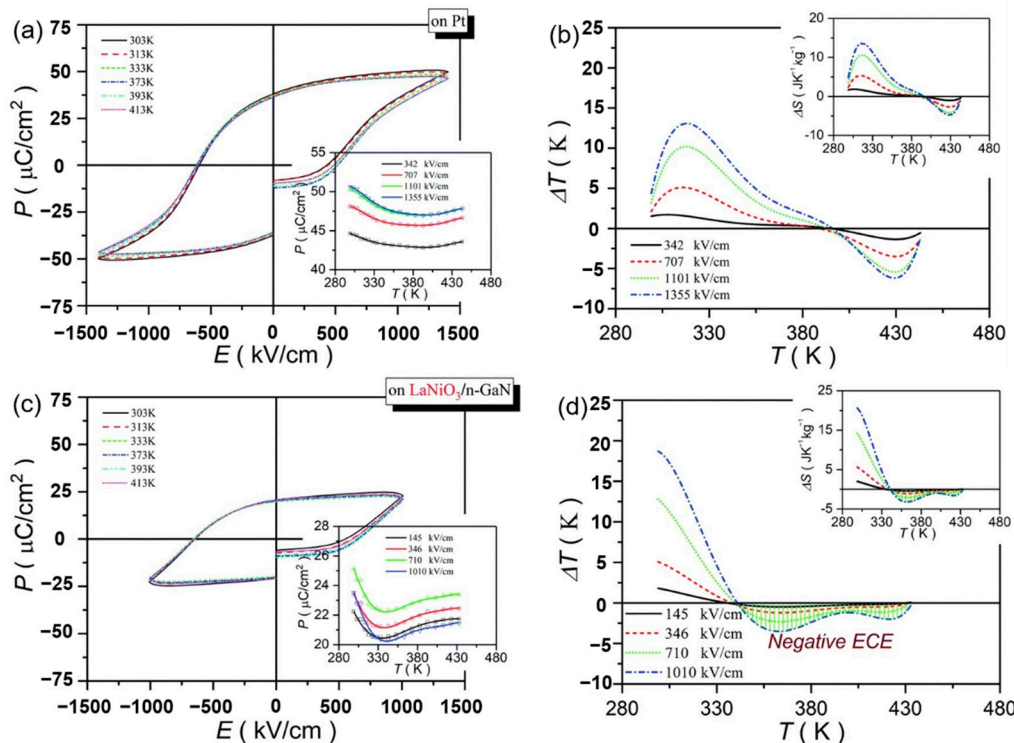 (a)
on Pt
303K
313K
333K
373K
393K
413K
75
50
25
0
−25
−50
−75
P ( μC/cm²)
−1500 −1000 −500 0 500 1000 1500
E ( kV/cm)
55
52
49
46
43
40
P ( μC/cm²)
342 kV/cm
707 kV/cm
1101 kV/cm
1355 kV/cm
280 330 380 430 480
T ( K)
(b)
25
20
15
10
5
0
−5
−10
ΔT ( K)
342 kV/cm
707 kV/cm
1101 kV/cm
1355 kV/cm
280 330 380 430 480
T ( K)
20
10
0
-10
ΔS ( JK⁻¹kg⁻¹)
280 330 380 430 480
T ( K)
(c)
on LaNiO₃/n-GaN
303K
313K
333K
373K
393K
413K
75
50
25
0
−25
−50
−75
P ( μC/cm²)
−1500 −1000 −500 0 500 1000 1500
E ( kV/cm)
28
26
24
22
20
P ( μC/cm²)
145 kV/cm
346 kV/cm
710 kV/cm
1010 kV/cm
280 330 380 430 480
T ( K)
(d)
25
20
15
10
5
0
−5
−10
ΔT ( K)
145 kV/cm
346 kV/cm
710 kV/cm
1010 kV/cm
Negative ECE
280 330 380 430 480
T ( K)
25
15
5
-5
ΔS ( JK⁻¹kg⁻¹)
280 330 380 430 480
T ( K)